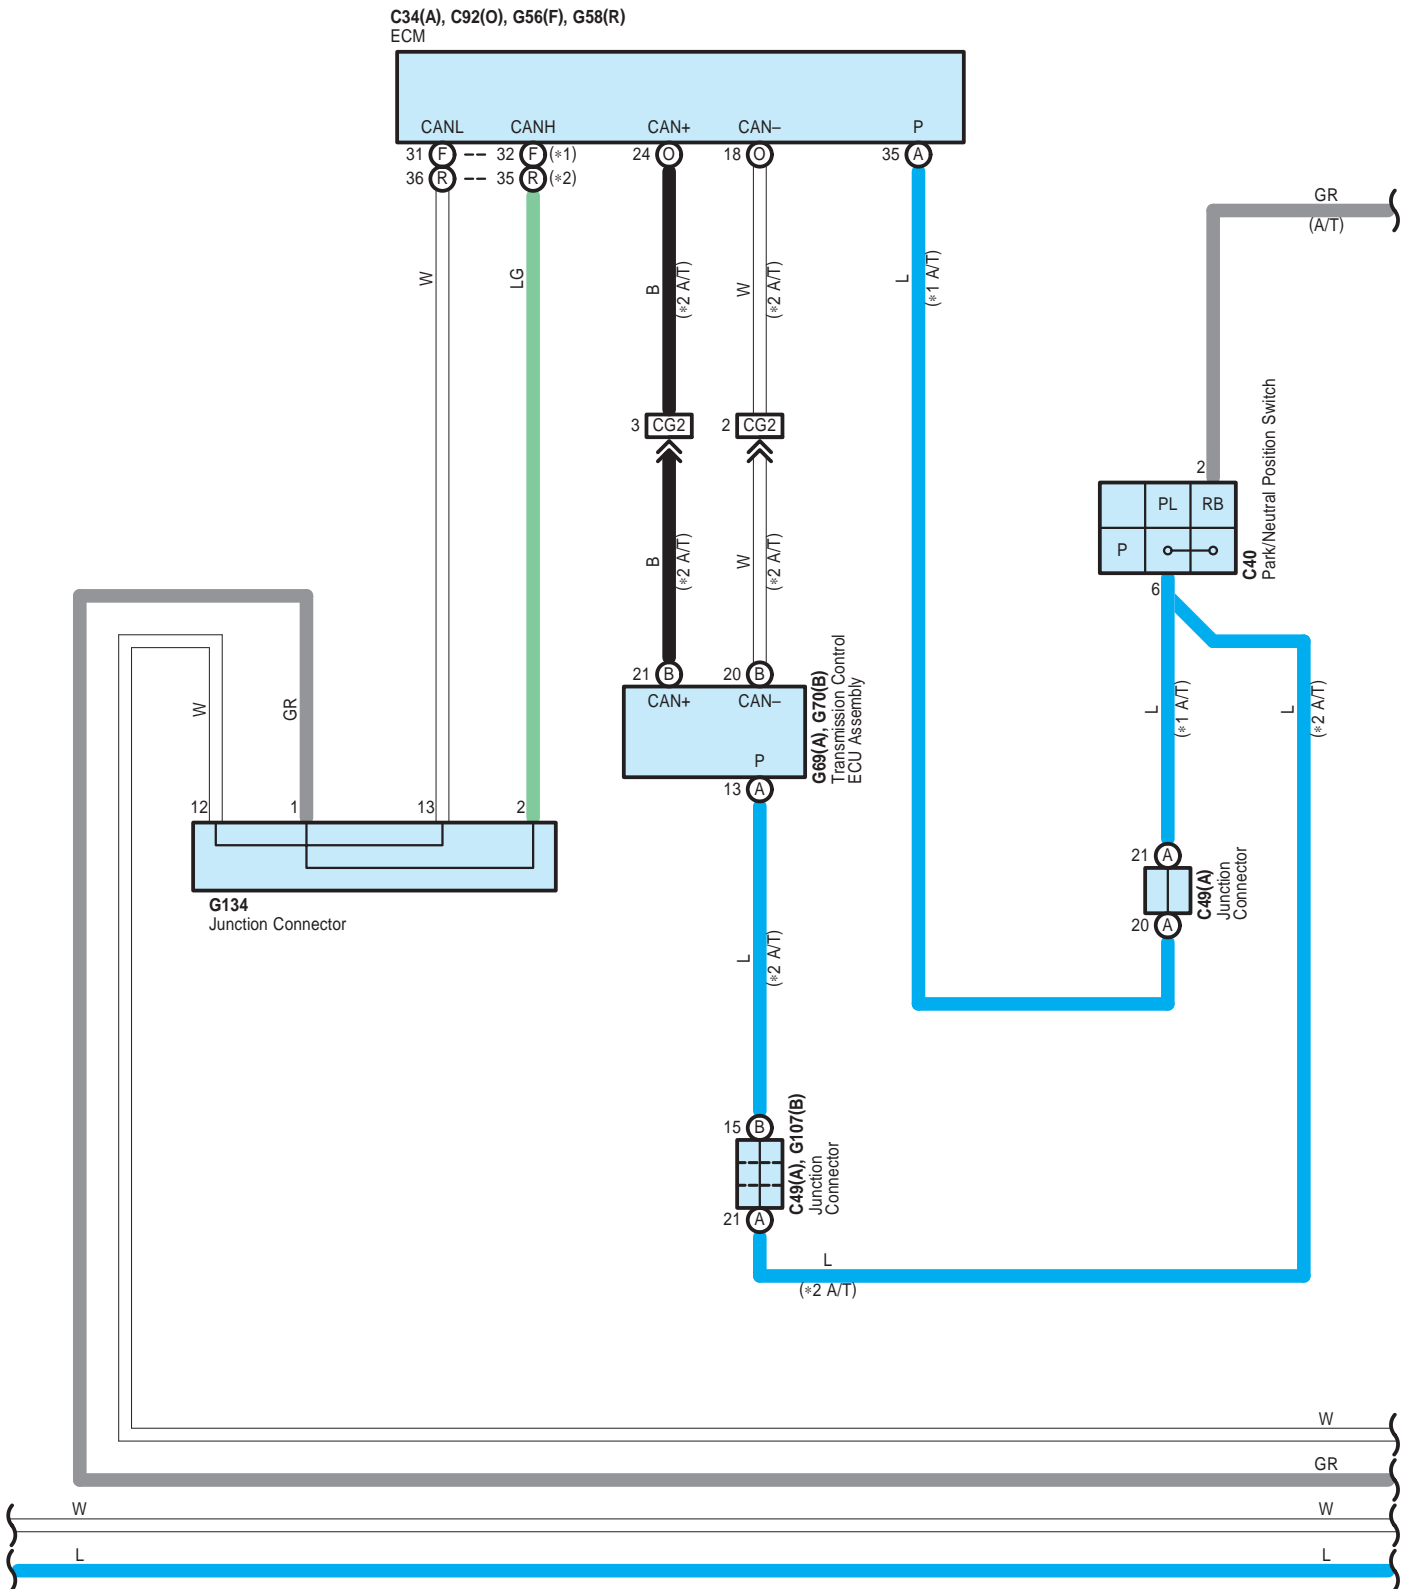 C34(A), C92(O), G56(F), G58(R)
ECM
CANL CANH CAN+ CAN– P
31 F 32 F (*1) 24 O 18 O 35 A
36 R 35 R (*2)
GR
(A/T)
W
LG
B
(*2 A/T)
W
(*2 A/T)
L
(*1 A/T)
3 CG2 2 CG2
2
PL RB
P
C40
Park/Neutral Position Switch
6
B
(*2 A/T)
W
(*2 A/T)
21 B 20 B
CAN+ CAN–
P
G69(A), G70(B)
Transmission Control
ECU Assembly
13 A
W
GR
L
(*1 A/T)
L
(*2 A/T)
12 1 13 2
G134
Junction Connector
21 A
20 A
C49(A)
Junction
Connector
L
(*2 A/T)
15 B
21 A
C49(A), G107(B)
Junction
Connector
L
(*2 A/T)
W
GR
W W
L L